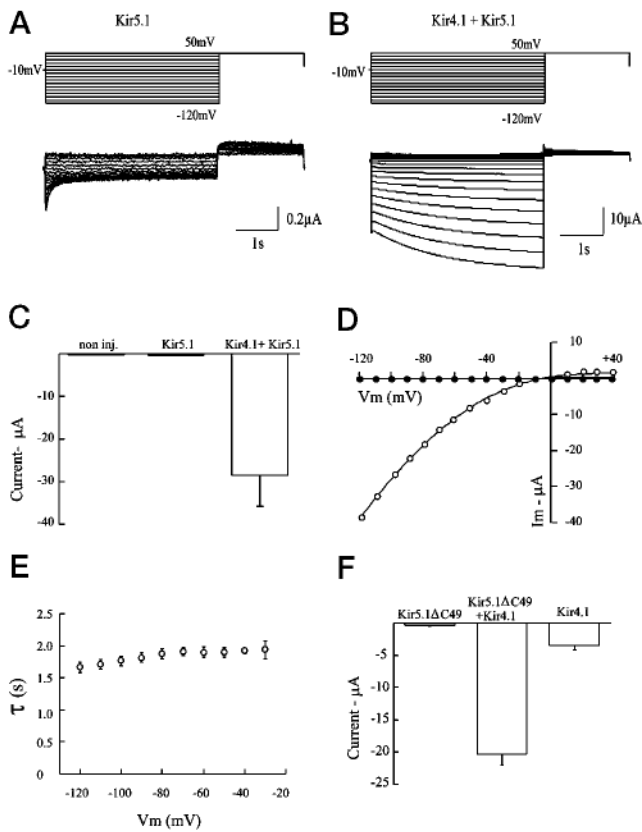 A
Kir5.1
50mV
-10mV
-120mV
0.2µA
1s
B
Kir4.1 + Kir5.1
50mV
-10mV
-120mV
10µA
1s
C
non inj. Kir5.1 Kir4.1+ Kir5.1
-10
-20
-30
-40
Current- µA
D
10
-120 -80 -40 +40
Vm (mV)
-10
-20
-30
-40
Im - µA
E
2.5
2.0
1.5
1.0
0.5
0
τ (s)
-120 -100 -80 -60 -40 -20
Vm (mV)
F
Kir5.1ΔC49
Kir5.1ΔC49
+Kir4.1
Kir4.1
-5
-10
-15
-20
-25
Current - µA